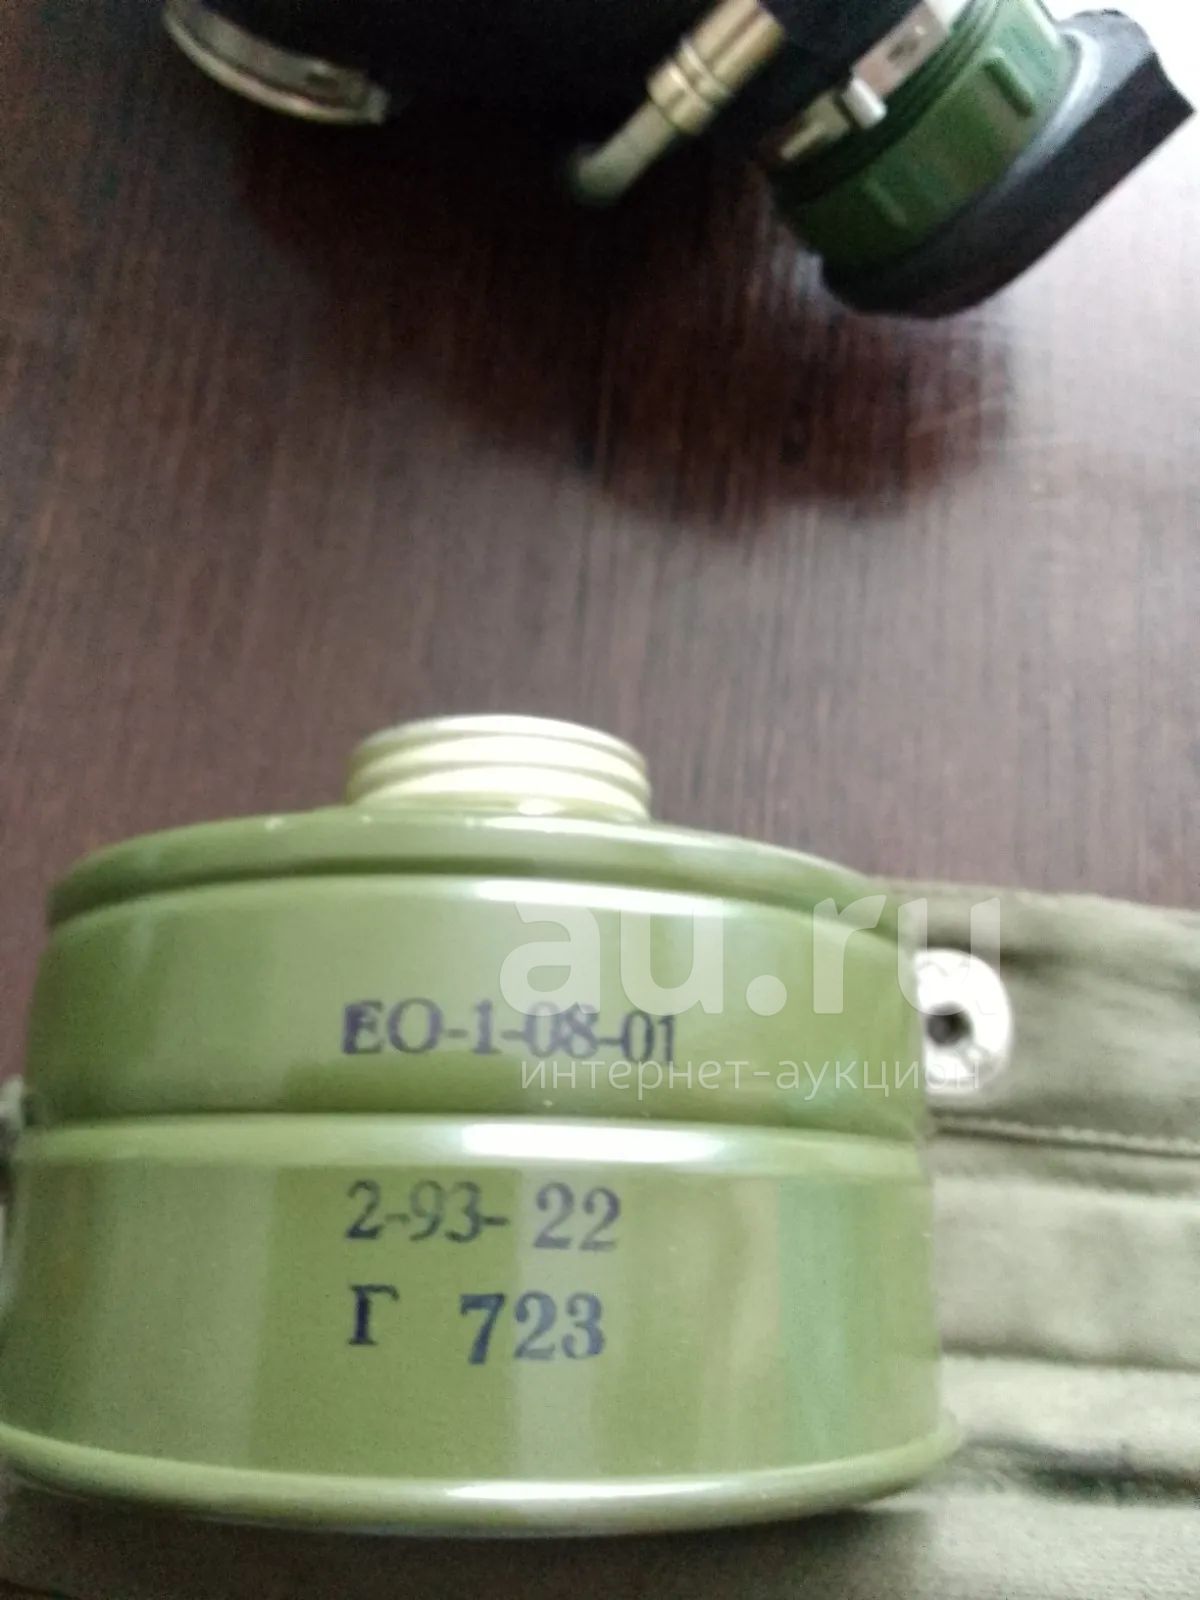 au.ru
ЕО-1-08-01
интернет-аукцион
2-93-22
Г 723